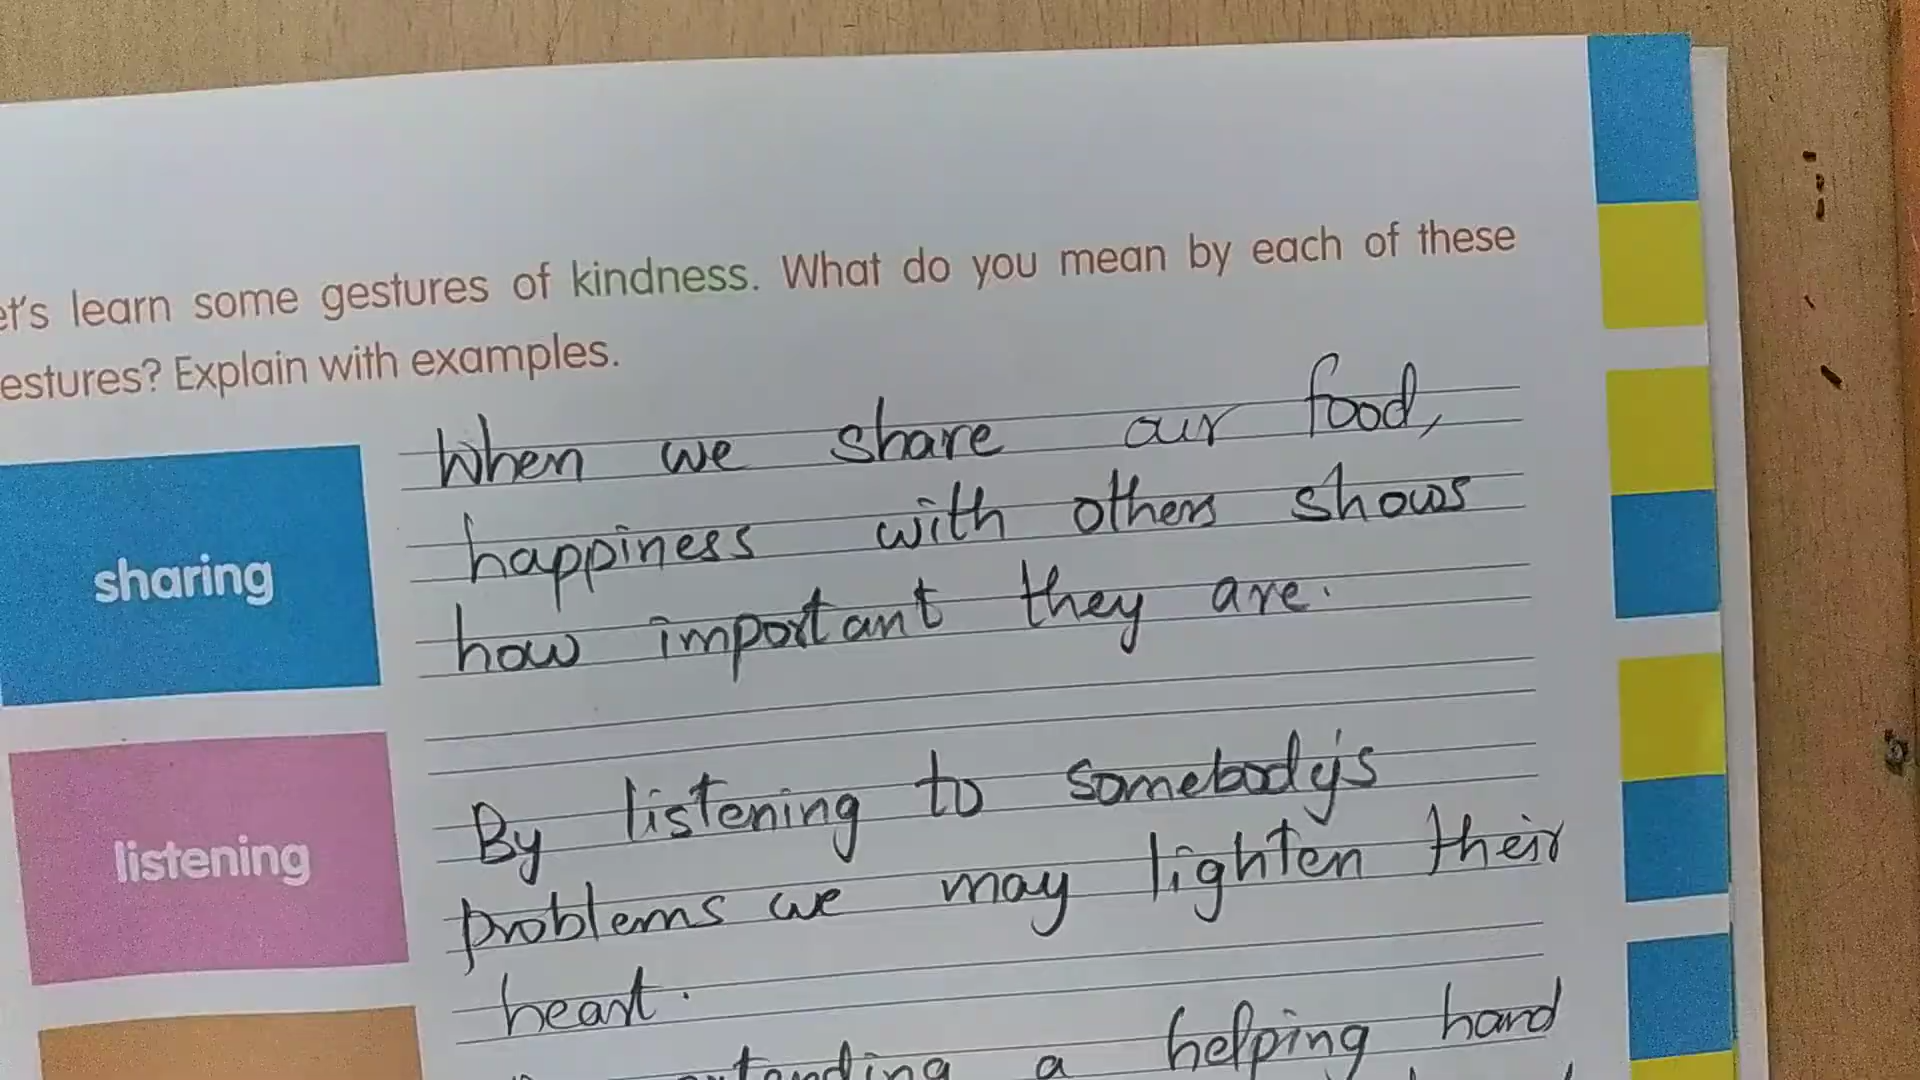 et's learn some gestures of kindness. What do you mean by each of these
estures? Explain with examples.
sharing
When we share our food,
happiness with others shows
how important they are.
listening
By listening to somebody's
problems we may lighten their
heart.
a helping hand